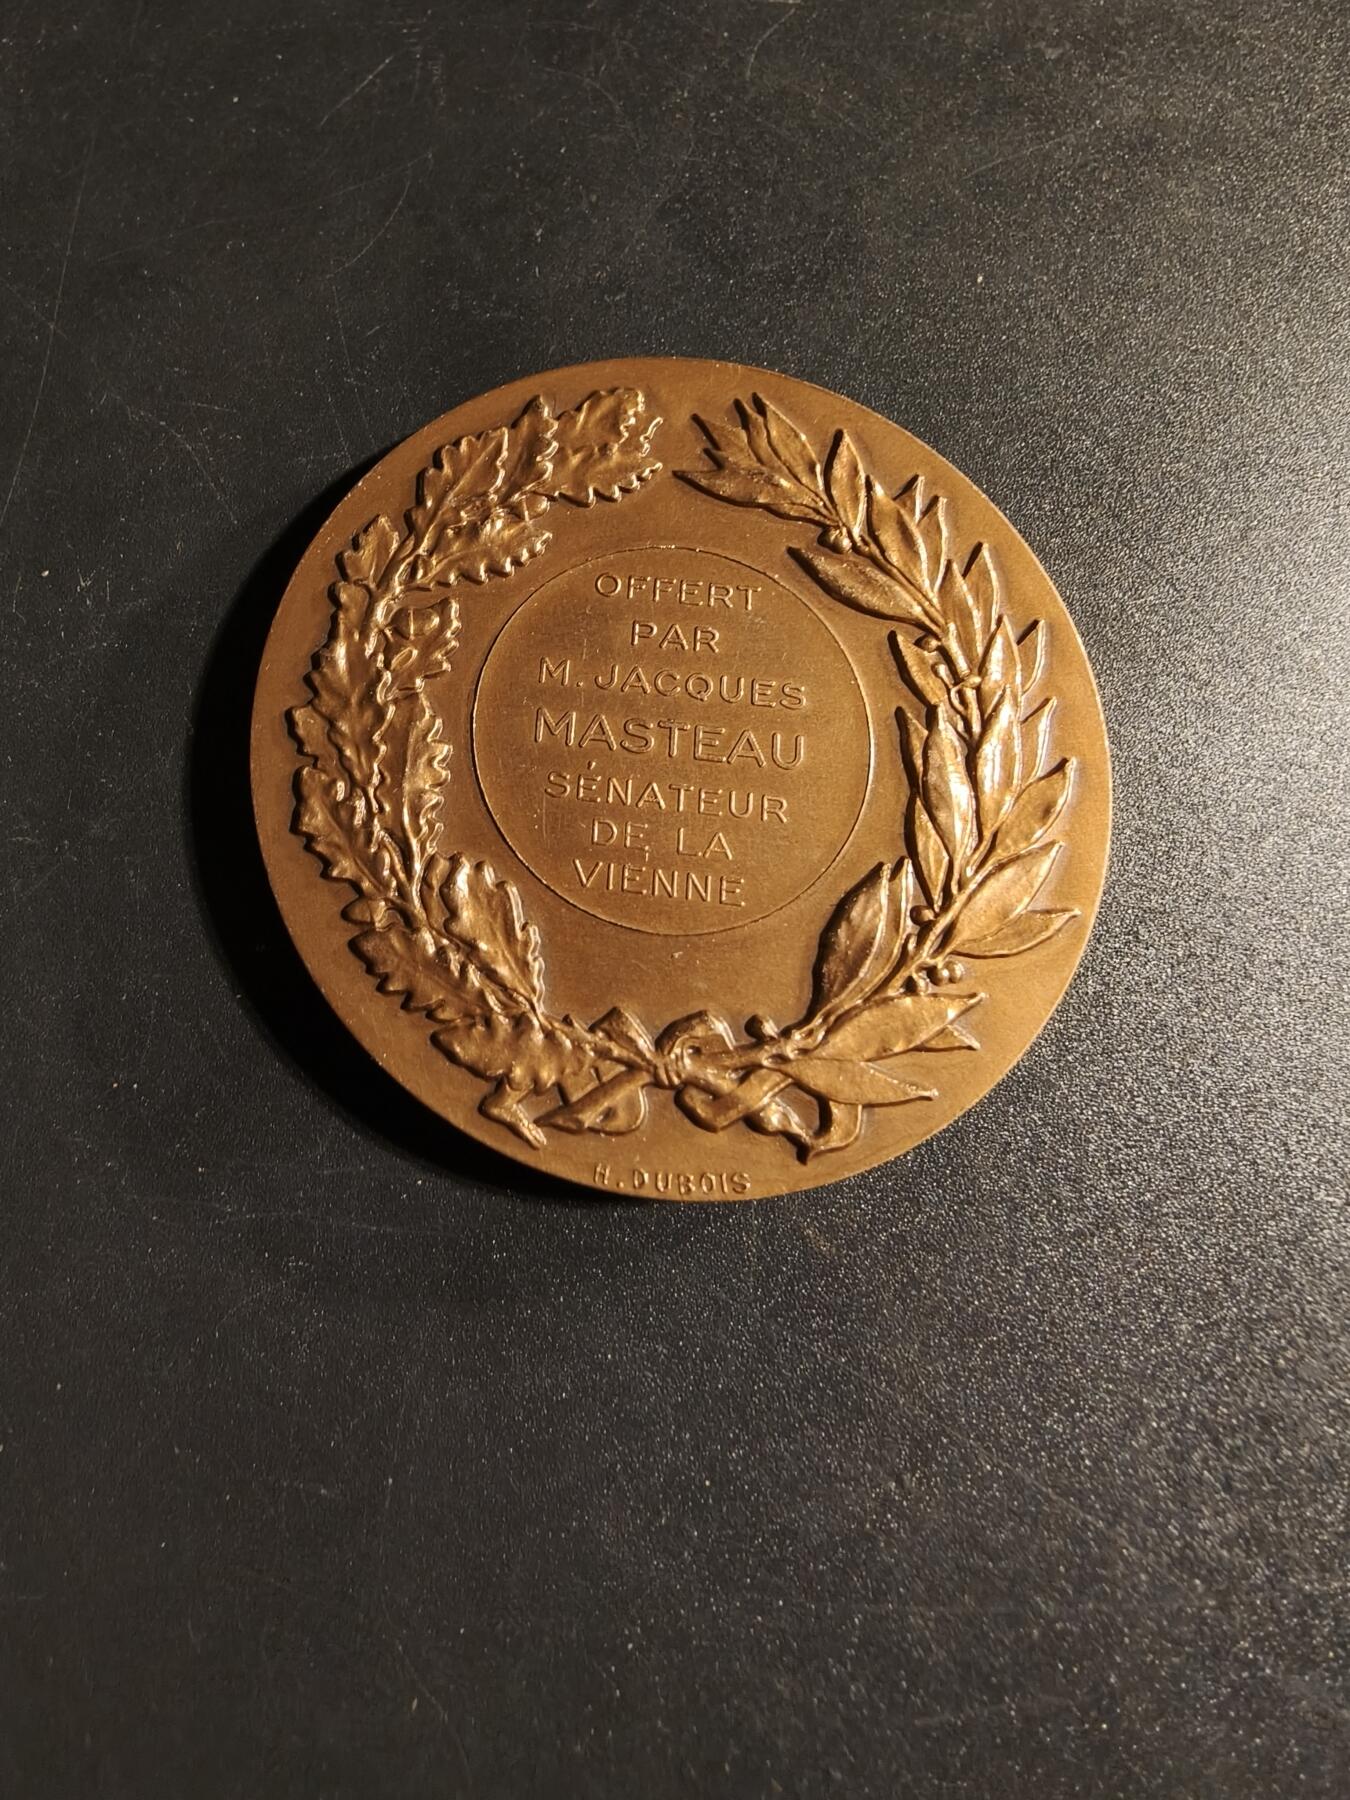 OFFERT
PAR
M. JACQUES
MASTEAU
SÉNATEUR
DE LA
VIENNE
H. DUBOIS